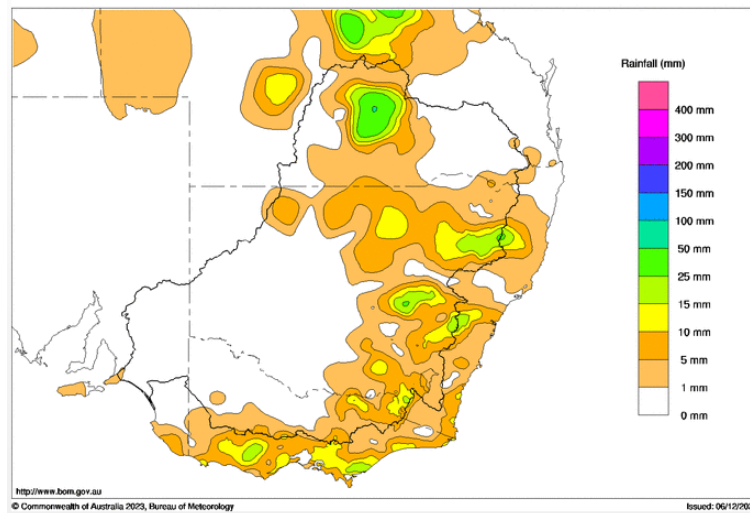 Rainfall (mm)
400 mm
300 mm
200 mm
150 mm
100 mm
50 mm
25 mm
15 mm
10 mm
5 mm
1 mm
0 mm
http://www.bom.gov.au
© Commonwealth of Australia 2023, Bureau of Meteorology
Issued: 06/12/20